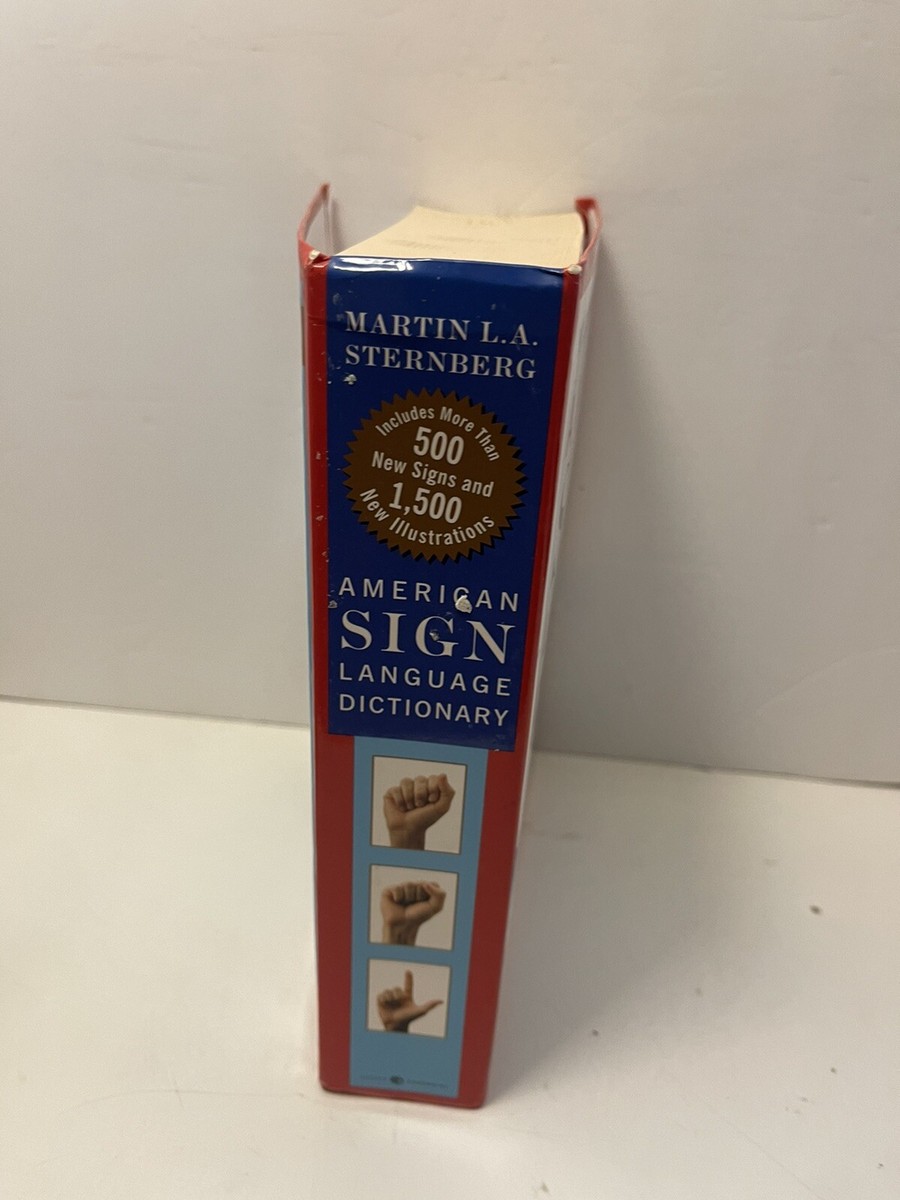 MARTIN L.A.
STERNBERG
Includes More Than
500
New Signs and
1,500
New Illustrations
AMERICAN
SIGN
LANGUAGE
DICTIONARY